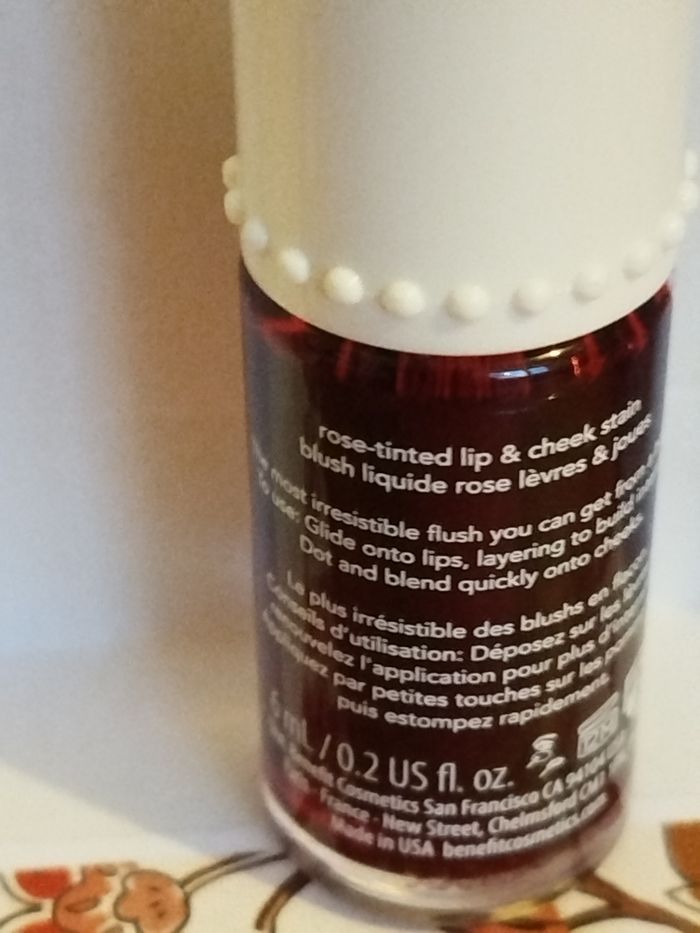 rose-tinted lip & cheek stain
blush liquide rose lèvres & joues
most irresistible flush you can get from
To use: Glide onto lips, layering to build
Dot and blend quickly onto cheeks.
Le plus irrésistible des blushs en flacon
Conseils d'utilisation: Déposez sur les
renouvelez l'application pour plus
Appliquez par petites touches sur les
puis estompez rapidement.
6 mL / 0.2 US fl. oz.
Benefit Cosmetics San Francisco CA 94104
France · New Street, Chelmsford CM1
Made in USA benefitcosmetics.com